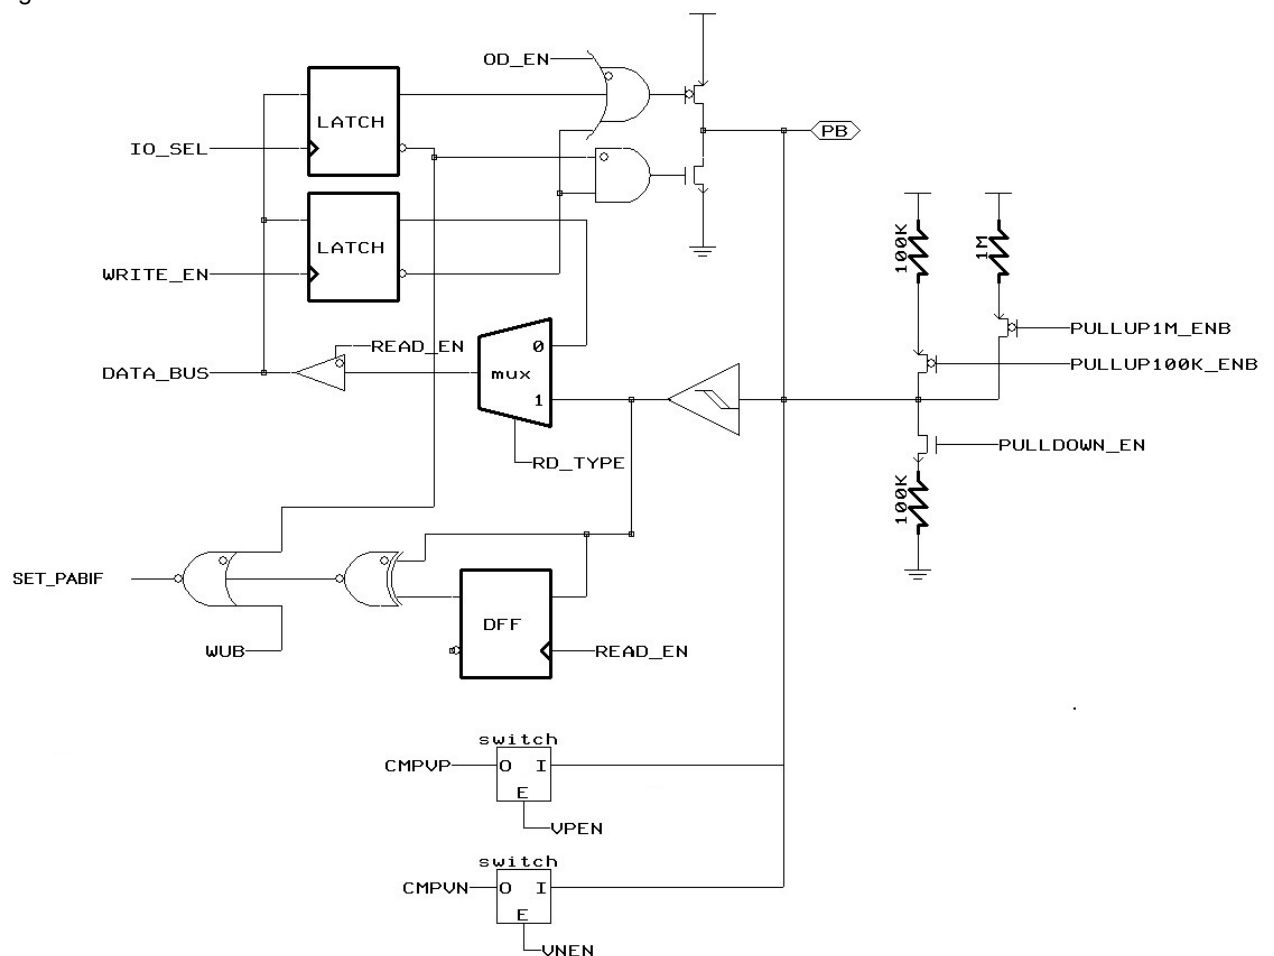 g
OD_EN
LATCH
PB
IO_SEL
LATCH
100K
1M
WRITE_EN
PULLUP1M_ENB
READ_EN
0
PULLUP100K_ENB
DATA_BUS
mux
1
PULLDOWN_EN
RD_TYPE
100K
SET_PABIF
DFF
WUB
READ_EN
switch
CMPVP
O I
E
VPEN
switch
CMPVN
O I
E
VNEN